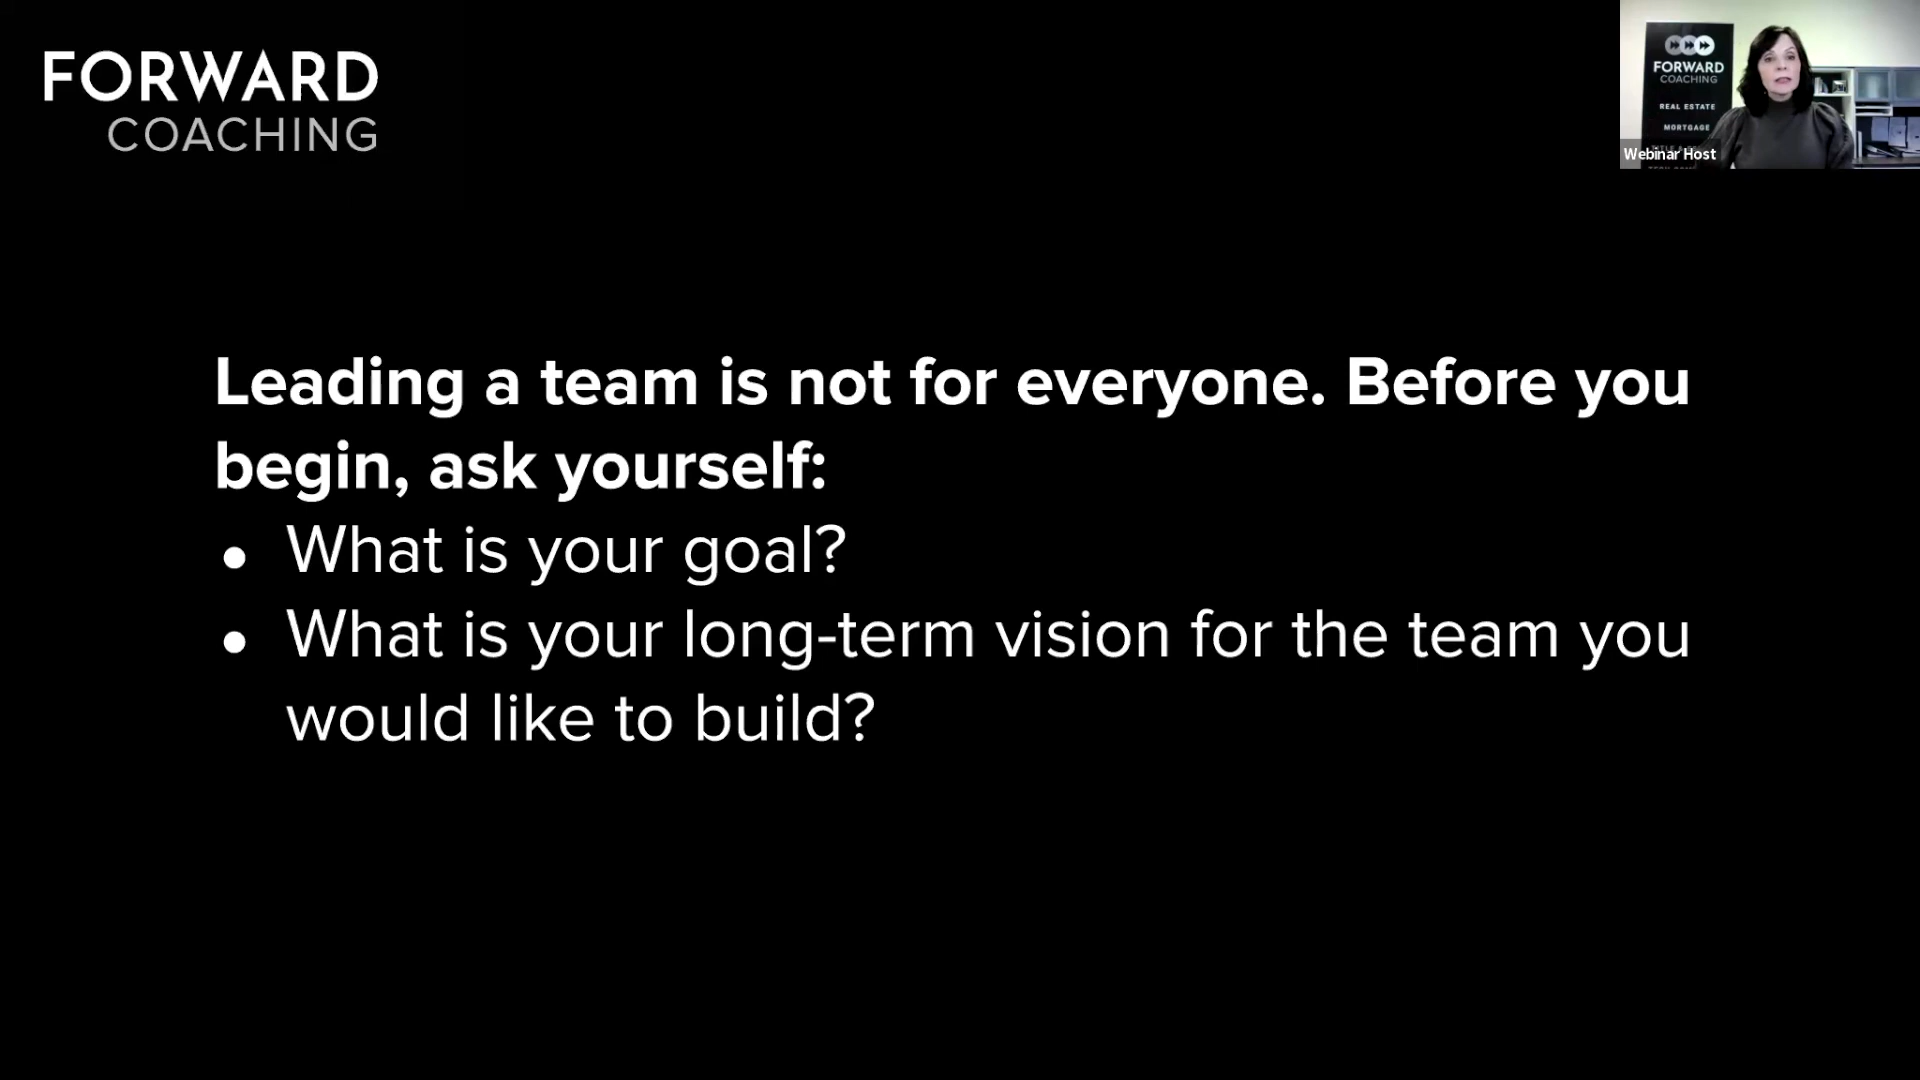 FORWARD
COACHING
FORWARD
COACHING
REAL ESTATE
MORTGAGE
Webinar Host
Leading a team is not for everyone. Before you
begin, ask yourself:
● What is your goal?
● What is your long-term vision for the team you
would like to build?